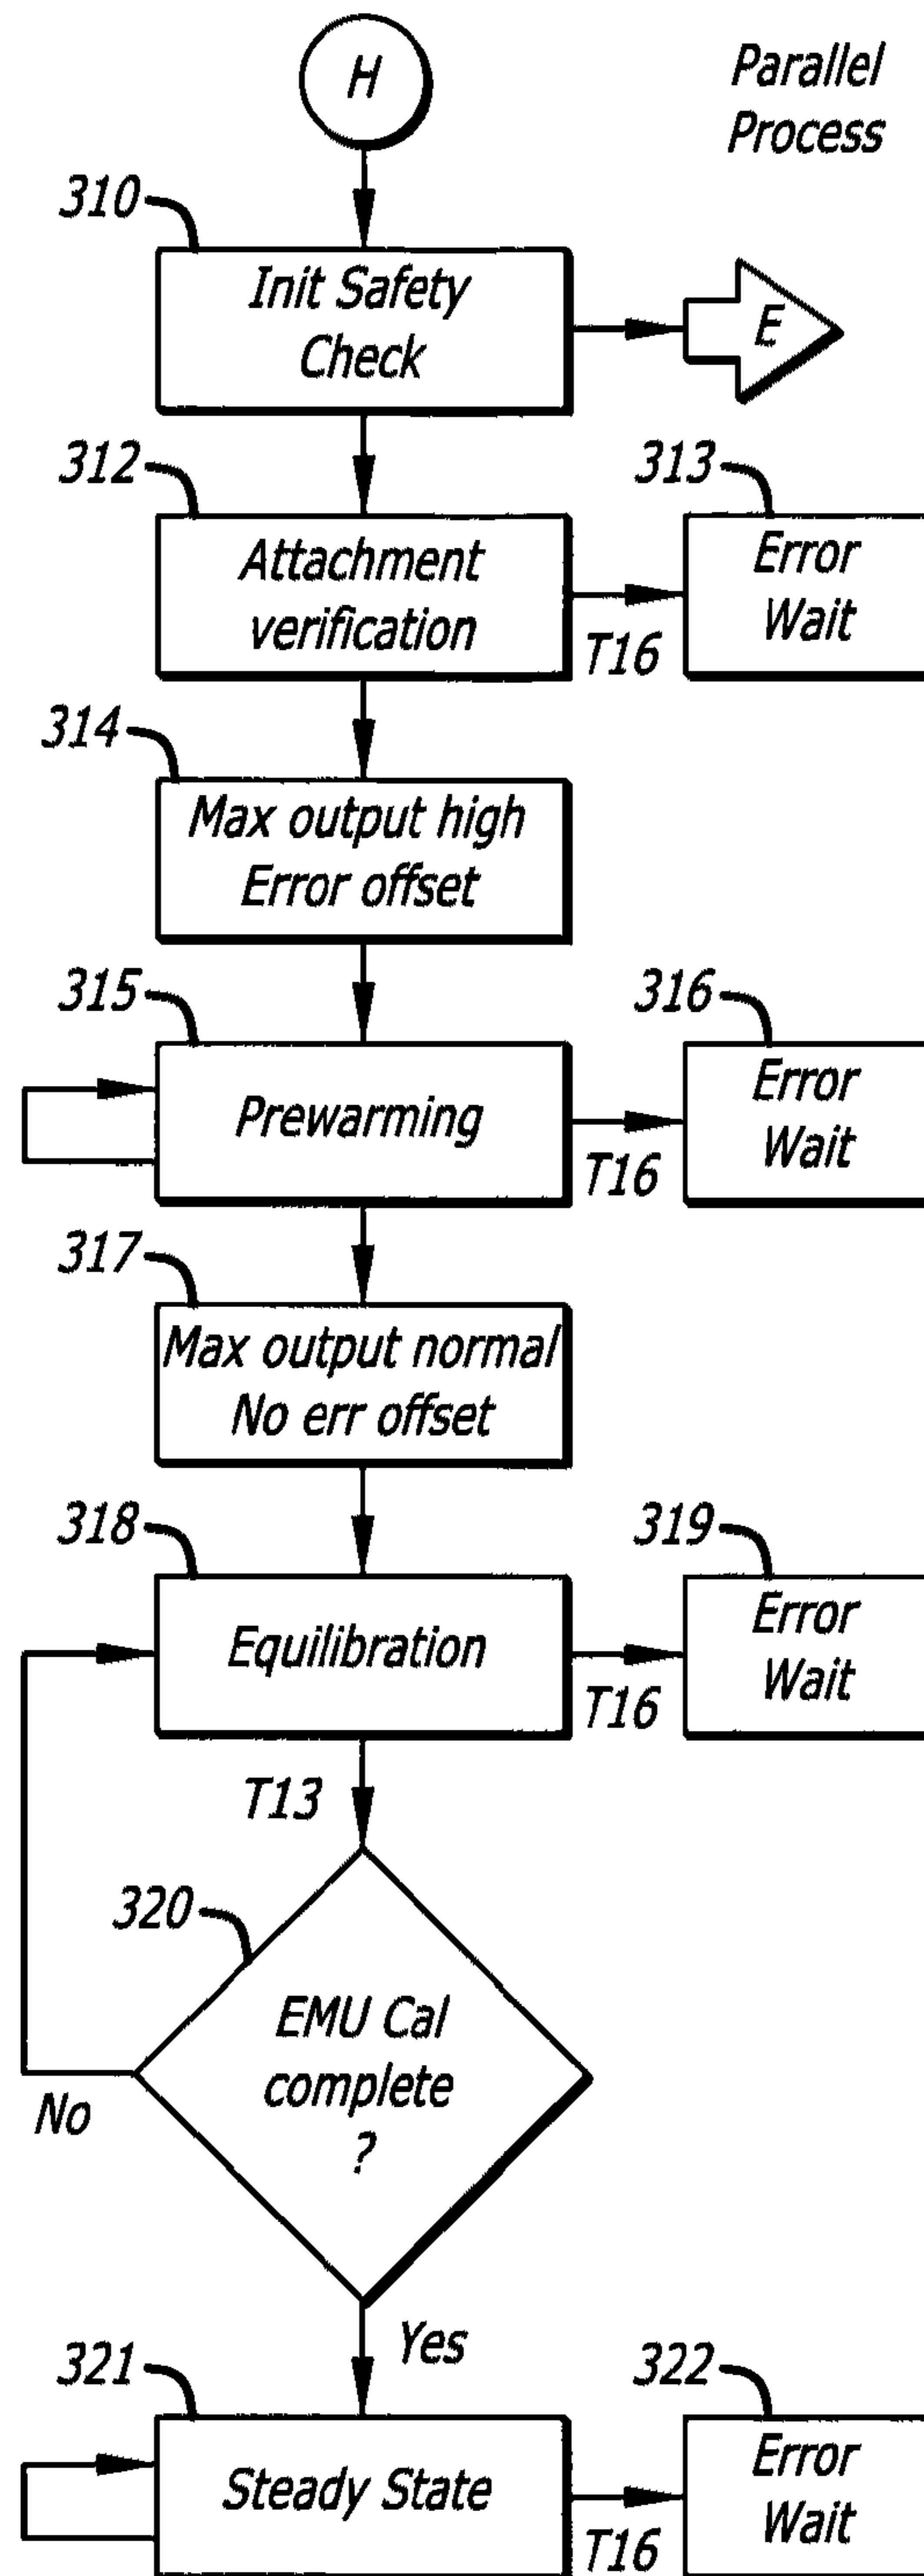 H
Parallel
Process
310
Init Safety
Check
E
312
Attachment
verification
T16
313
Error
Wait
314
Max output high
Error offset
315
Prewarming
T16
316
Error
Wait
317
Max output normal
No err offset
318
Equilibration
T16
319
Error
Wait
T13
320
EMU Cal
complete
?
No
Yes
321
Steady State
T16
322
Error
Wait